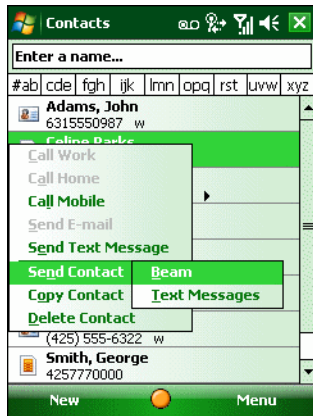 Contacts
Enter a name...
#ab cde fgh ijk lmn opq rst uvw xyz
Adams, John
6315550987 w
Celine Parks
Call Work
Call Home
Call Mobile
Send E-mail
Send Text Message
Send Contact
Beam
Copy Contact
Text Messages
Delete Contact
(425) 555-6322 w
Smith, George
4257770000
New Menu